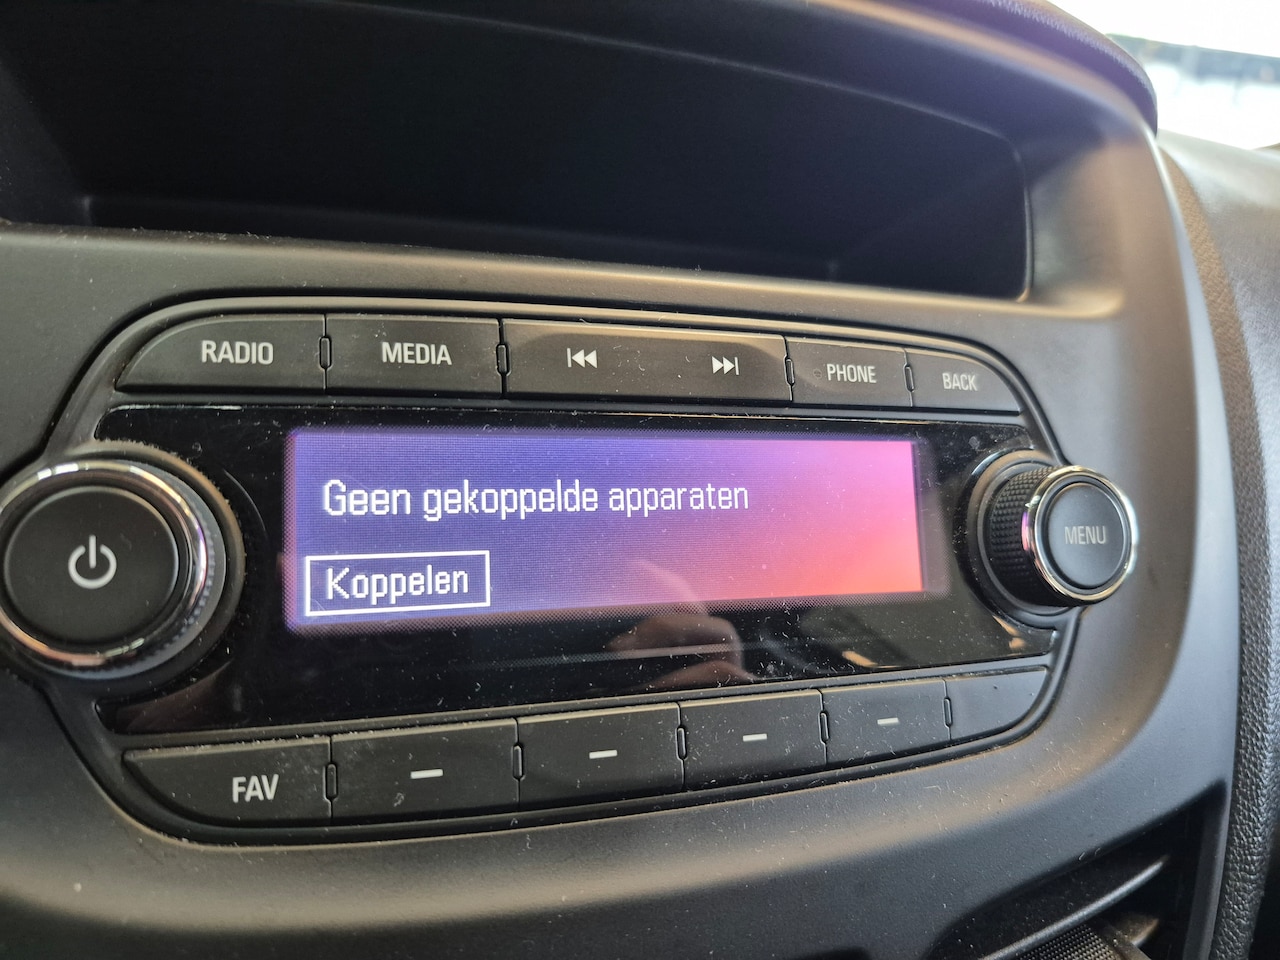 RADIO
MEDIA
PHONE
BACK
Geen gekoppelde apparaten
Koppelen
MENU
FAV